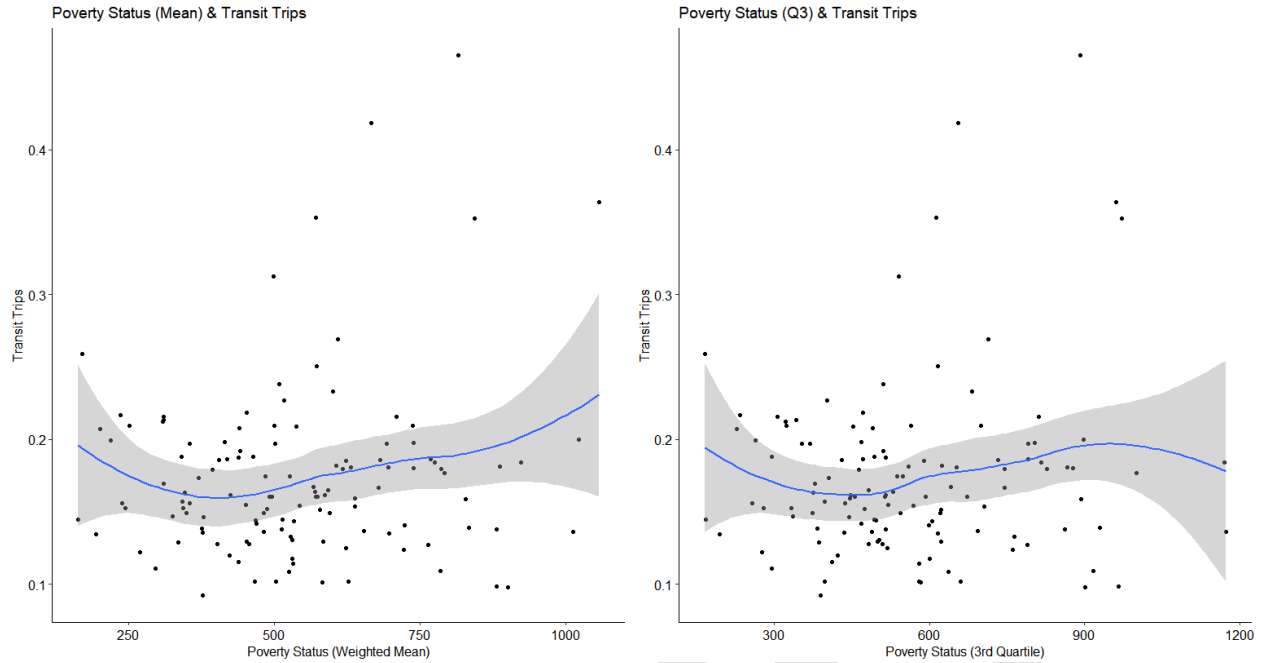 Poverty Status (Mean) & Transit Trips
0.4
0.3
0.2
0.1
Transit Trips
250
500
750
1000
Poverty Status (Weighted Mean)
Poverty Status (Q3) & Transit Trips
0.4
0.3
0.2
0.1
Transit Trips
300
600
900
1200
Poverty Status (3rd Quartile)